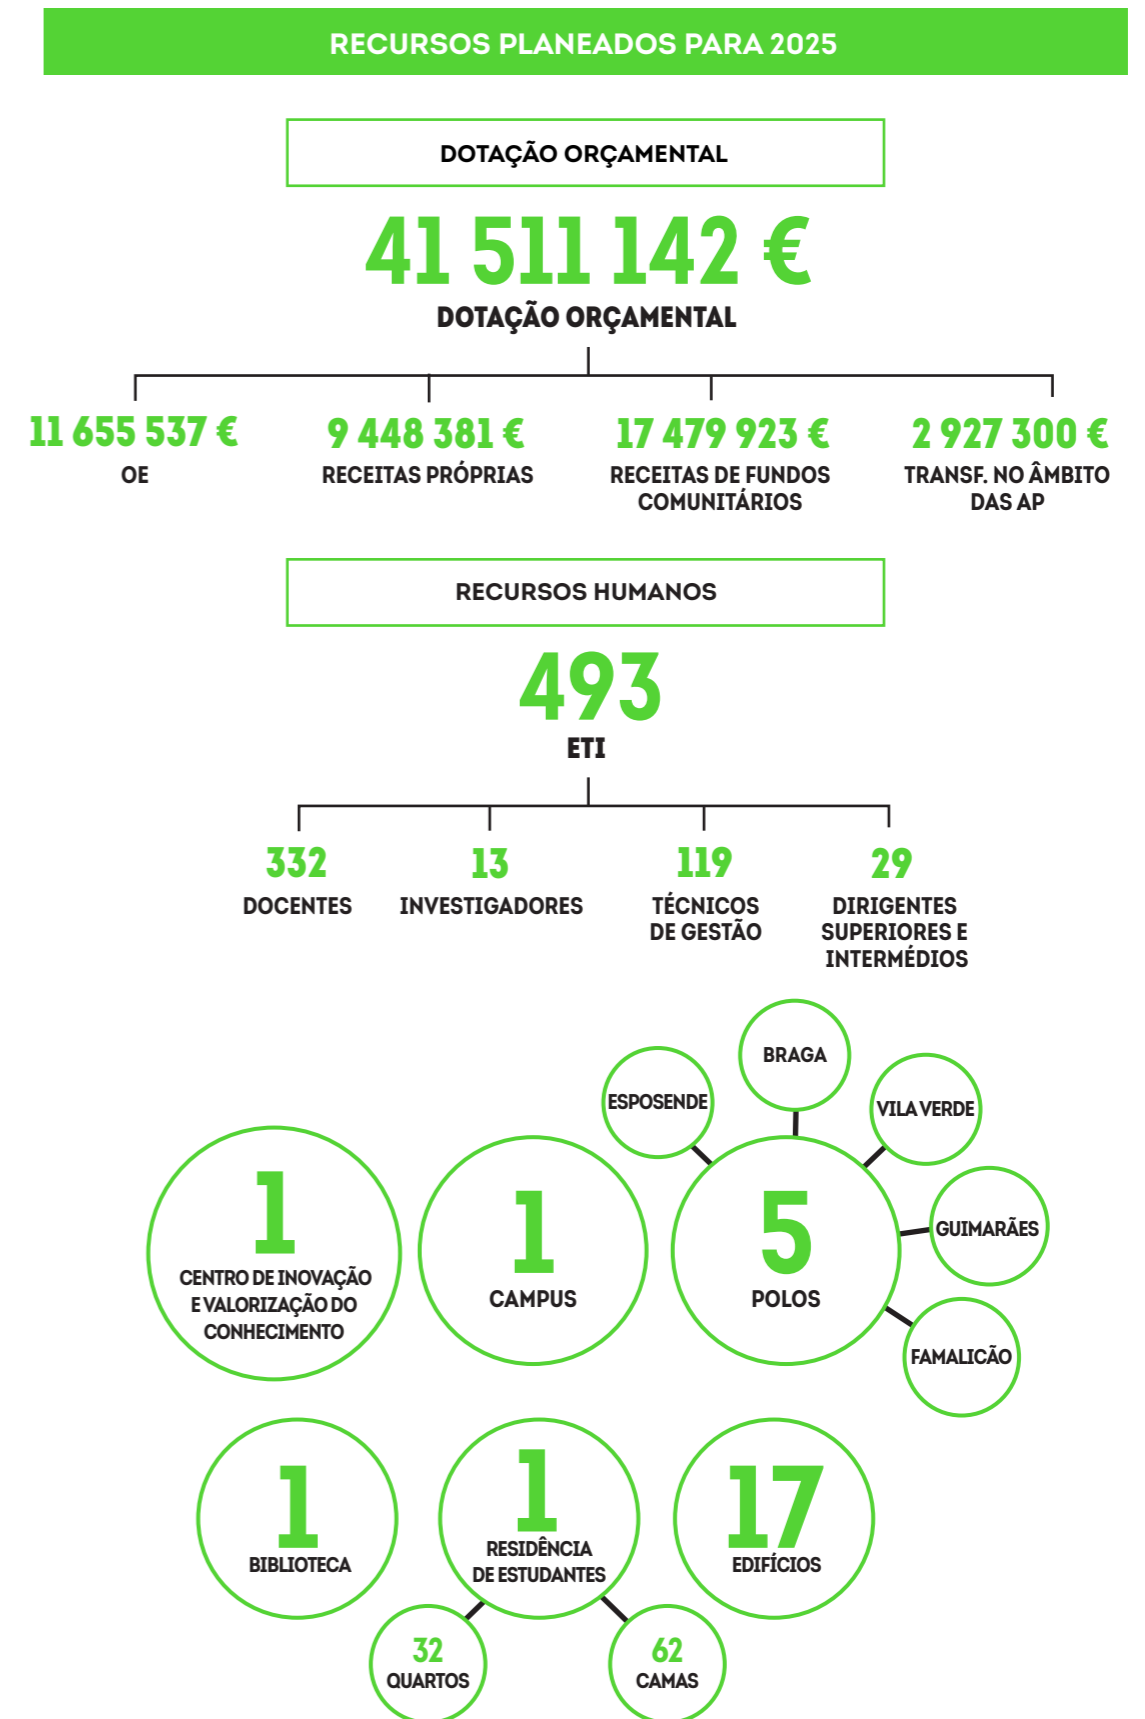 RECURSOS PLANEADOS PARA 2025
DOTAÇÃO ORÇAMENTAL
41 511 142 €
DOTAÇÃO ORÇAMENTAL
11 655 537 €
OE
9 448 381 €
RECEITAS PRÓPRIAS
17 479 923 €
RECEITAS DE FUNDOS
COMUNITÁRIOS
2 927 300 €
TRANSF. NO ÂMBITO
DAS AP
RECURSOS HUMANOS
493
ETI
332
DOCENTES
13
INVESTIGADORES
119
TÉCNICOS
DE GESTÃO
29
DIRIGENTES
SUPERIORES E
INTERMÉDIOS
1
CENTRO DE INOVAÇÃO
E VALORIZAÇÃO DO
CONHECIMENTO
1
CAMPUS
5
POLOS
ESPOSENDE
BRAGA
VILA VERDE
GUIMARÃES
FAMALICÃO
1
BIBLIOTECA
1
RESIDÊNCIA
DE ESTUDANTES
32
QUARTOS
62
CAMAS
17
EDIFÍCIOS